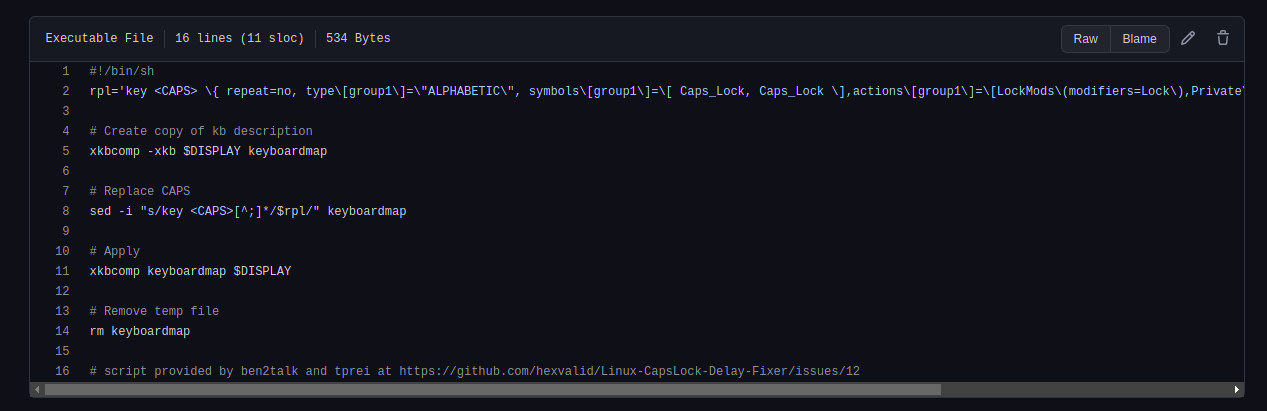 Executable File 16 lines (11 sloc) 534 Bytes Raw Blame
1 #!/bin/sh
2 rpl='key <CAPS> \{ repeat=no, type\[group1\]=\"ALPHABETIC\", symbols\[group1\]=\[ Caps_Lock, Caps_Lock \],actions\[group1\]=\[LockMods\(modifiers=Lock\),Private\
3
4 # Create copy of kb description
5 xkbcomp -xkb $DISPLAY keyboardmap
6
7 # Replace CAPS
8 sed -i "s/key <CAPS>[^;]*/$rpl/" keyboardmap
9
10 # Apply
11 xkbcomp keyboardmap $DISPLAY
12
13 # Remove temp file
14 rm keyboardmap
15
16 # script provided by ben2talk and tprei at https://github.com/hexvalid/Linux-CapsLock-Delay-Fixer/issues/12